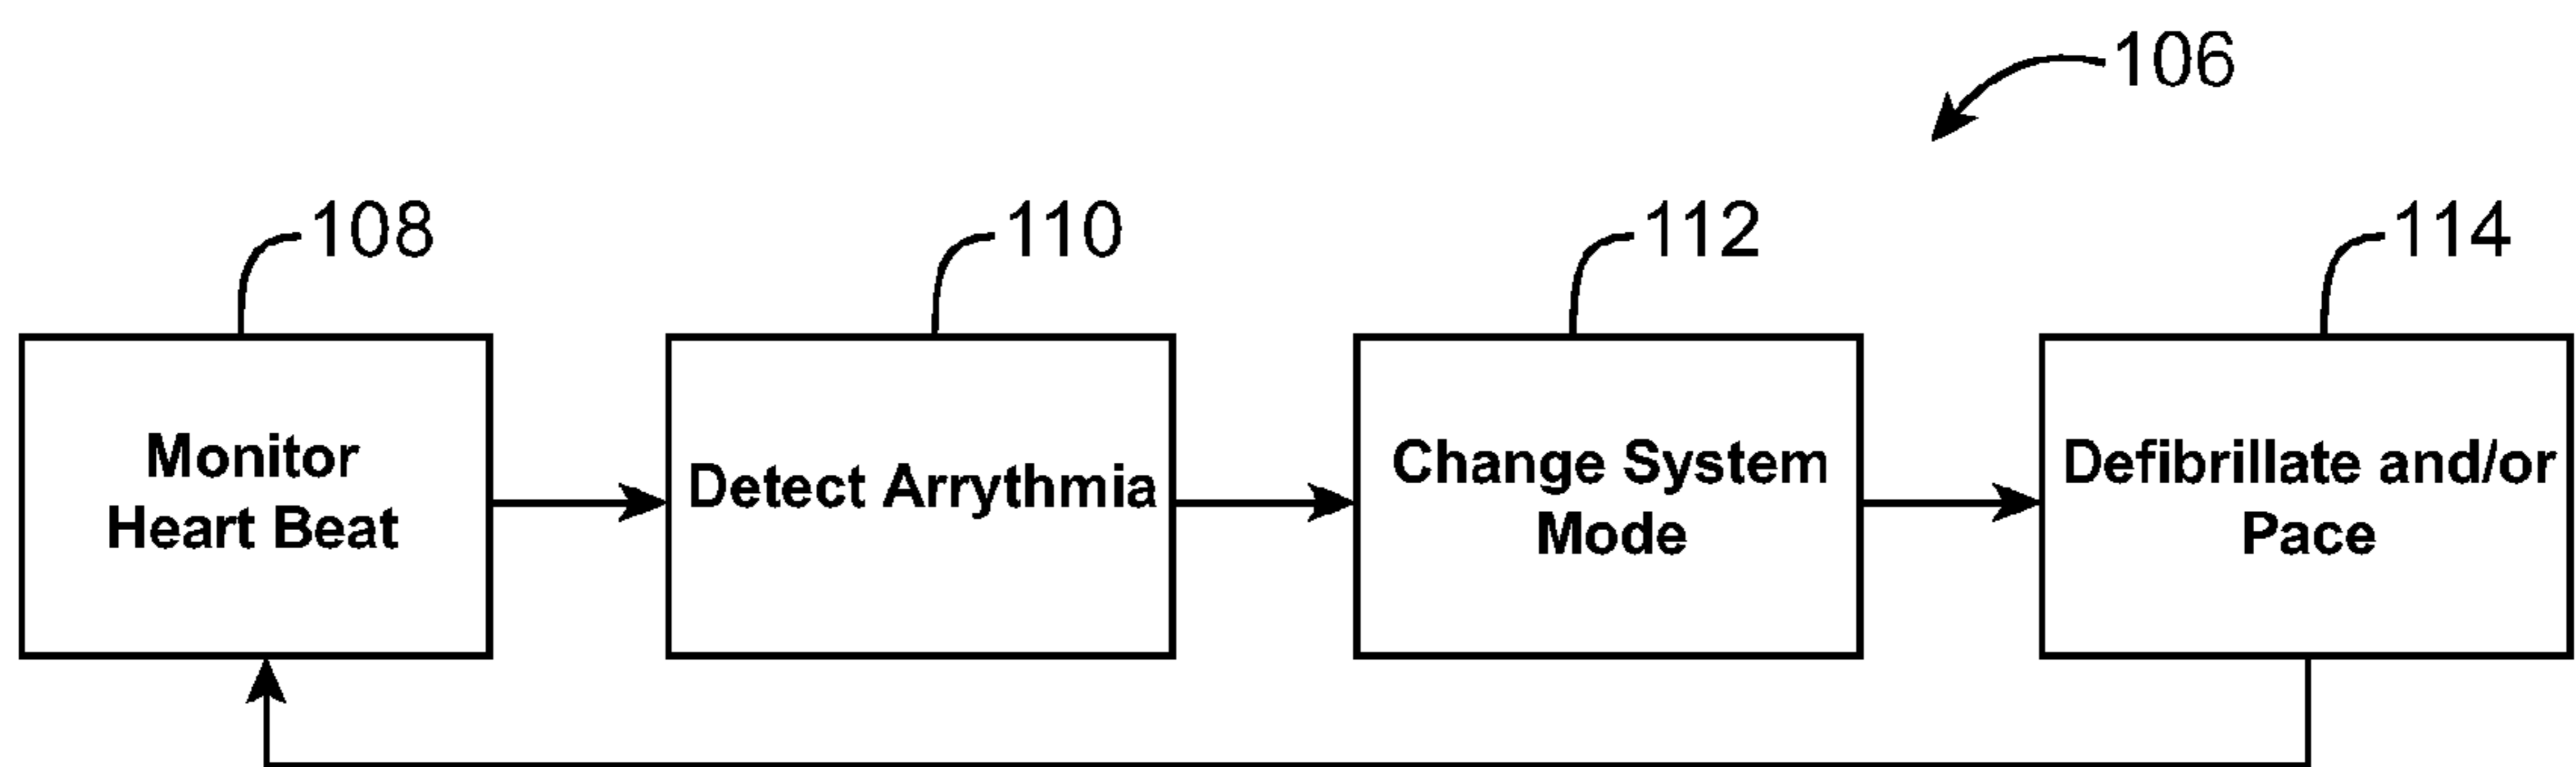 106
108
110
112
114
Monitor
Heart Beat
Detect Arrythmia
Change System
Mode
Defibrillate and/or
Pace